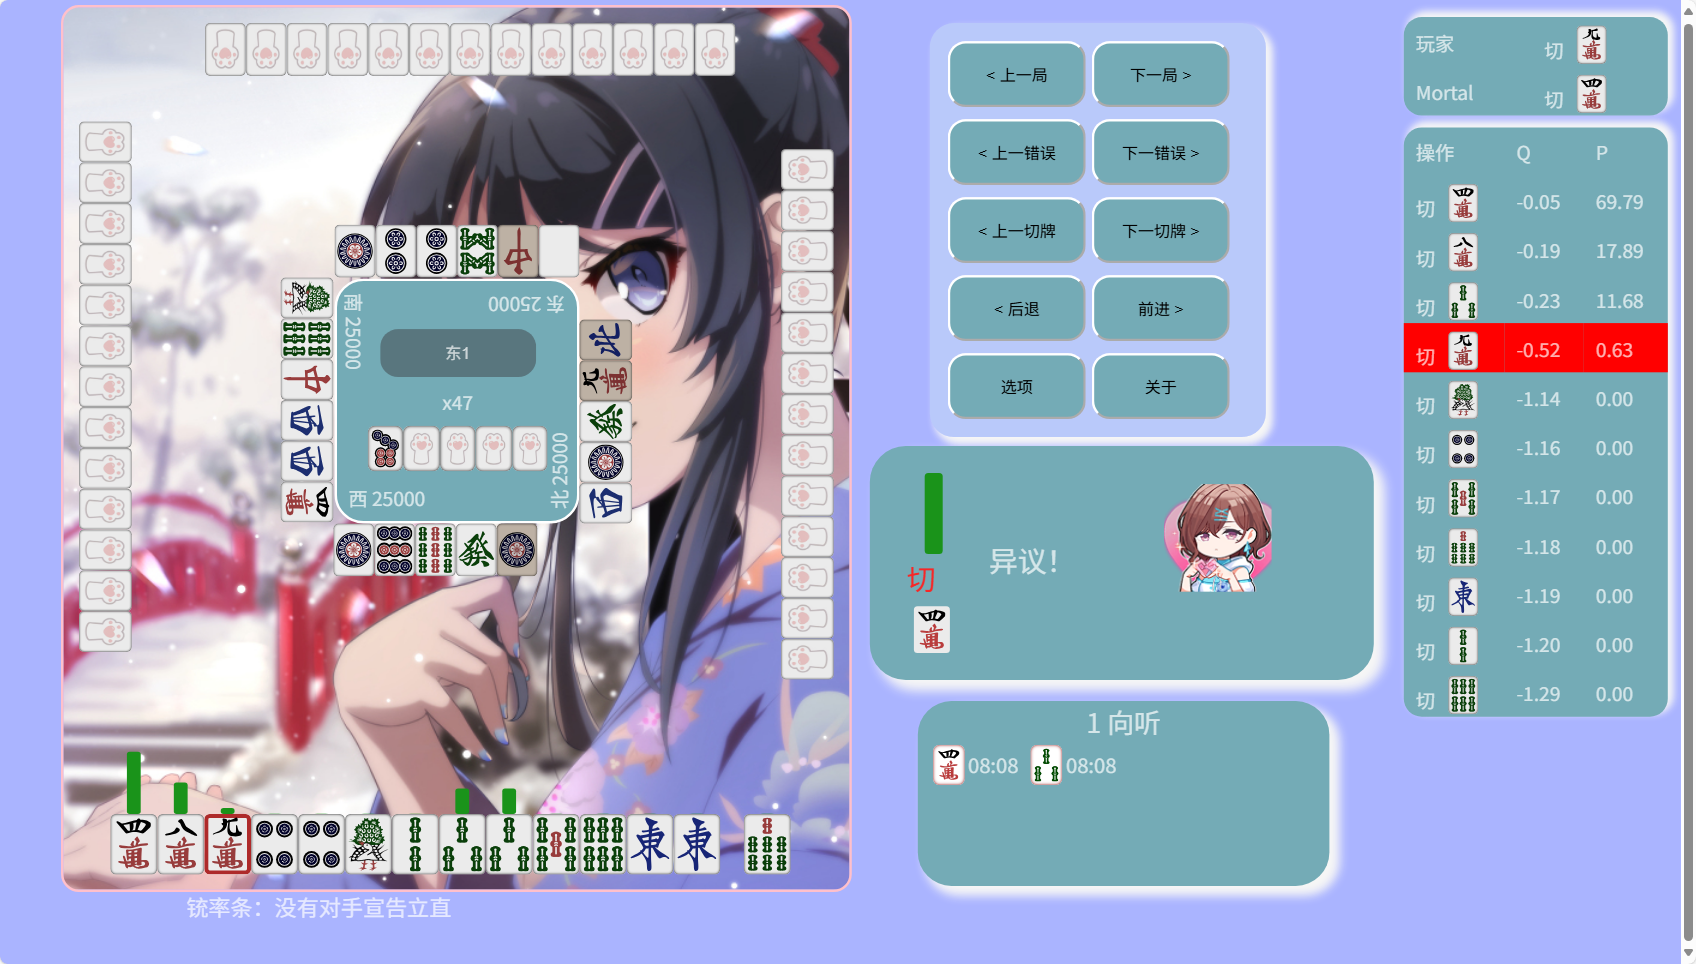 南 25000
东 25000
东1
x47
西 25000
北 25000
铳率条：没有对手宣告立直
< 上一局
下一局 >
< 上一错误
下一错误 >
< 上一切牌
下一切牌 >
< 后退
前进 >
选项
关于
切
异议！
1 向听
08:08 08:08
玩家 切
Mortal 切
操作 Q P
切 -0.05 69.79
切 -0.19 17.89
切 -0.23 11.68
切 -0.52 0.63
切 -1.14 0.00
切 -1.16 0.00
切 -1.17 0.00
切 -1.18 0.00
切 -1.19 0.00
切 -1.20 0.00
切 -1.29 0.00